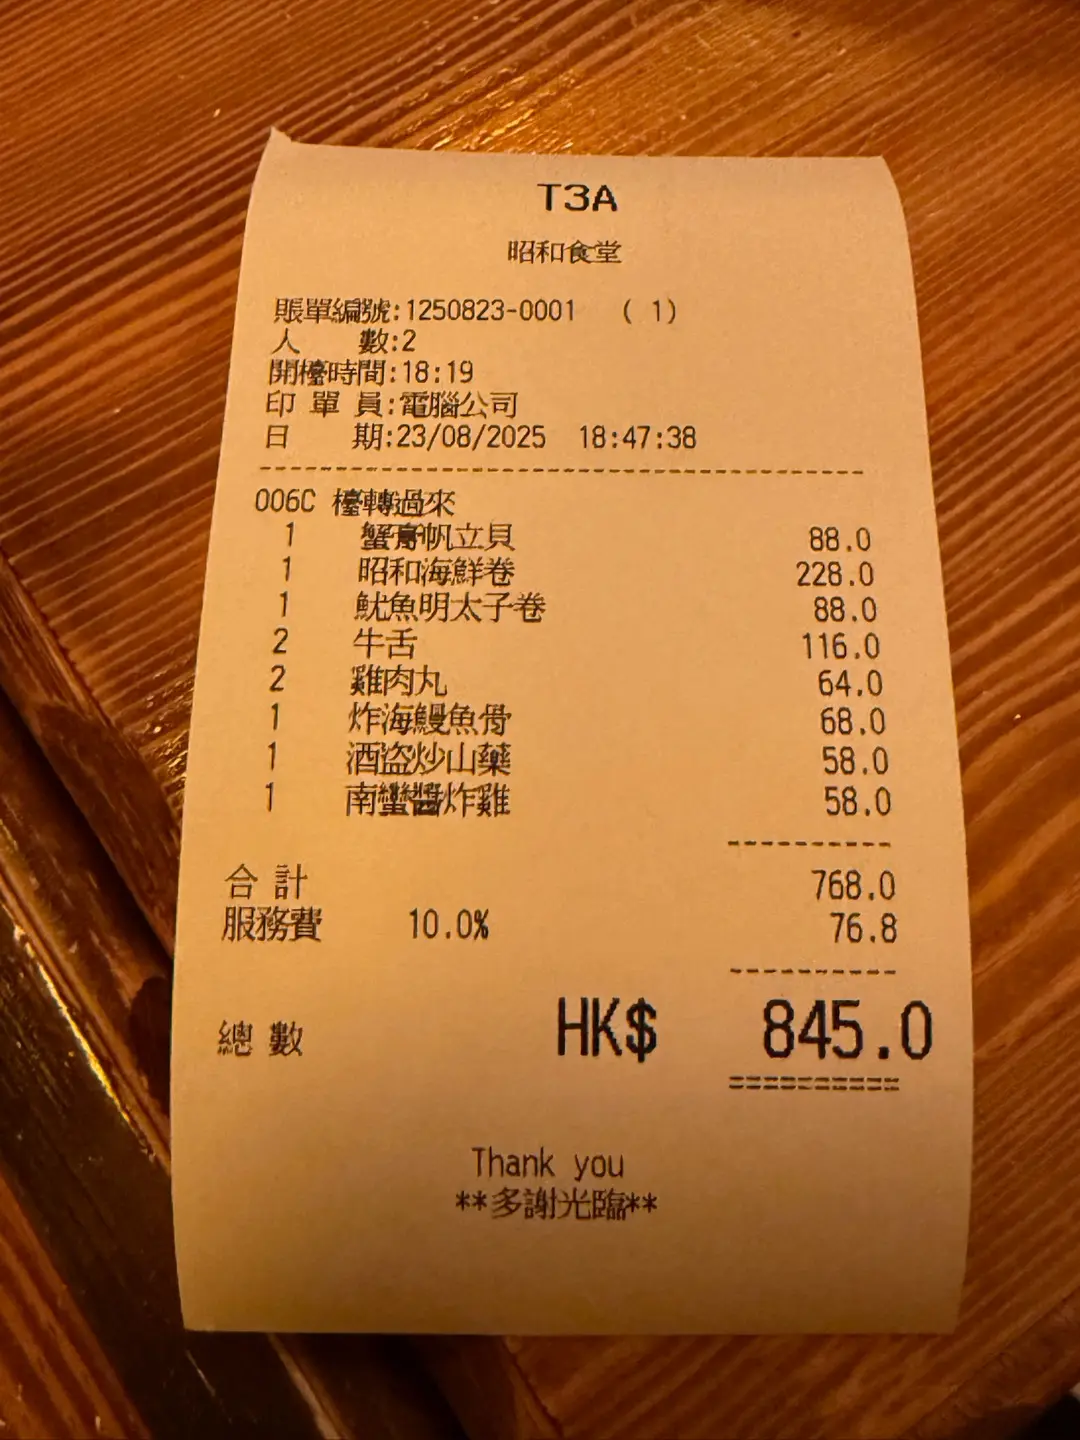 T3A
昭和食堂
賬單編號:1250823-0001 ( 1)
人 數:2
開檯時間:18:19
印 單 員:電腦公司
日 期:23/08/2025 18:47:38
006C 檯轉過來
1 蟹膏帆立貝 88.0
1 昭和海鮮卷 228.0
1 魷魚明太子卷 88.0
2 牛舌 116.0
2 雞肉丸 64.0
1 炸海鰻魚骨 68.0
1 酒盜炒山藥 58.0
1 南蠻醬炸雞 58.0
合 計 768.0
服務費 10.0% 76.8
總 數 HK$ 845.0
==========
Thank you
**多謝光臨**